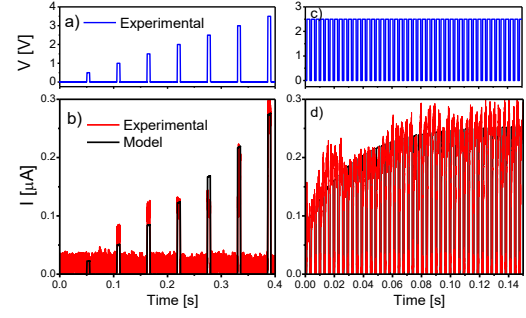 a)
Experimental
V [V]
3
2
1
0
c)
3
2
1
0
b)
Experimental
Model
I [μA]
0.3
0.2
0.1
0.0
0.0 0.1 0.2 0.3 0.4
Time [s]
d)
0.3
0.2
0.1
0.0
0.00 0.02 0.04 0.06 0.08 0.10 0.12 0.14
Time [s]